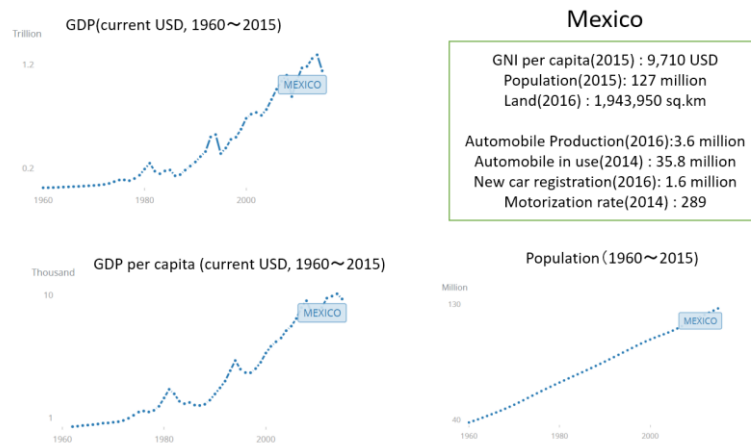 GDP(current USD, 1960～2015)
Trillion
1.2
MEXICO
0.2
1960
1980
2000
Mexico
GNI per capita(2015) : 9,710 USD
Population(2015): 127 million
Land(2016) : 1,943,950 sq.km
Automobile Production(2016):3.6 million
Automobile in use(2014) : 35.8 million
New car registration(2016): 1.6 million
Motorization rate(2014) : 289
GDP per capita (current USD, 1960～2015)
Thousand
10
MEXICO
1
1960
1980
2000
Population（1960～2015)
Million
130
MEXICO
40
1960
1980
2000